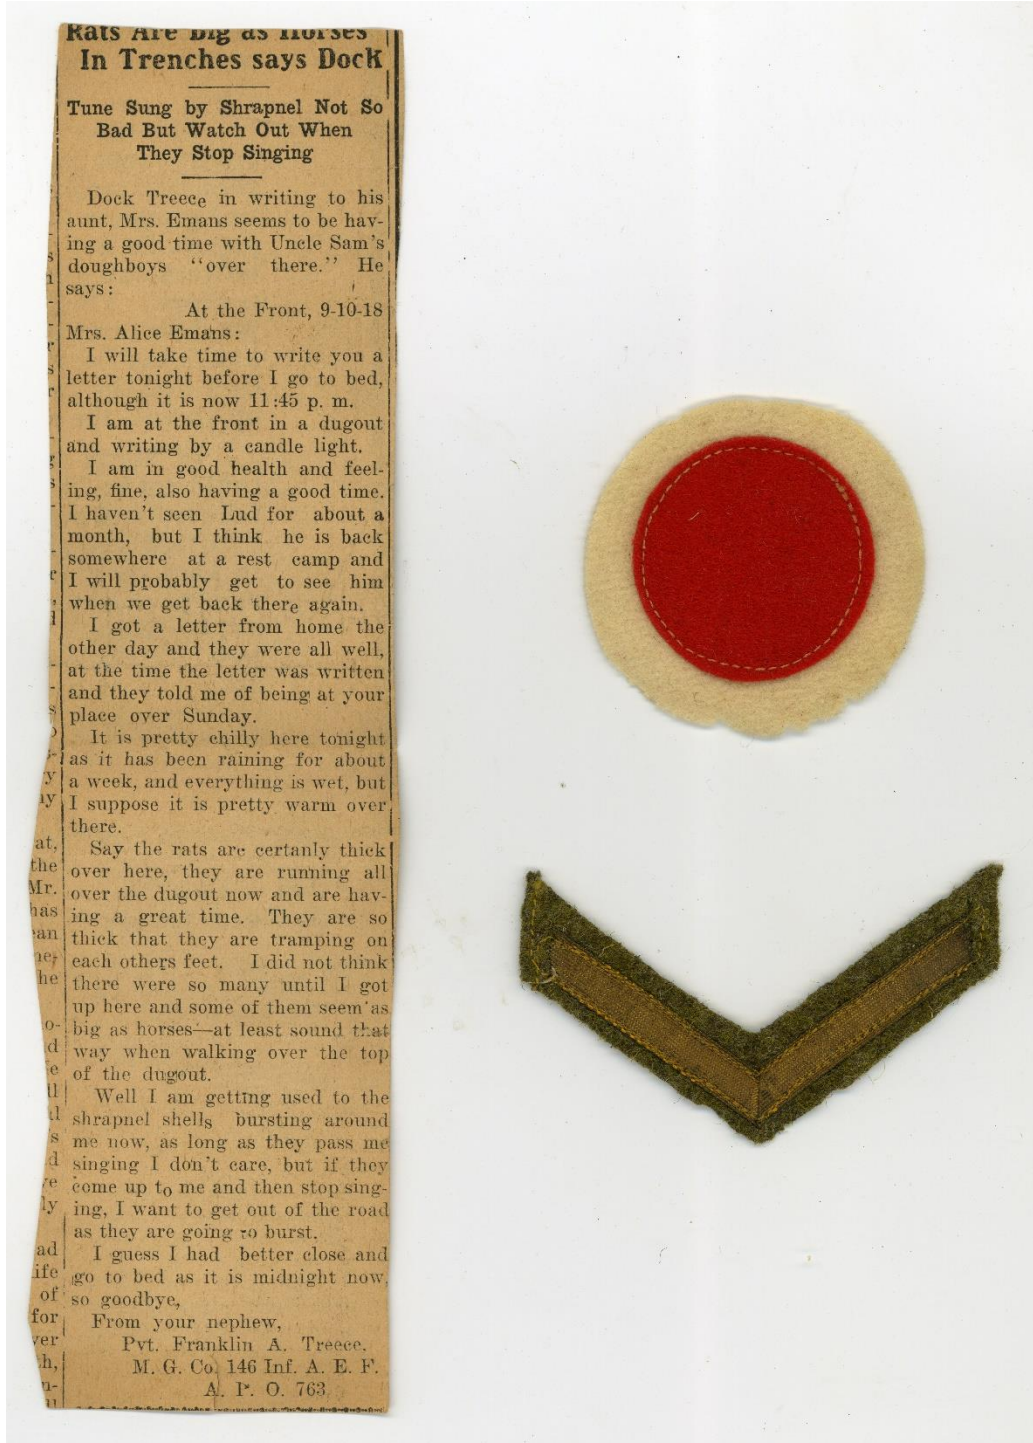 Rats Are Big as Horses
In Trenches says Dock
Tune Sung by Shrapnel Not So
Bad But Watch Out When
They Stop Singing
Dock Treece in writing to his
aunt, Mrs. Emans seems to be hav-
ing a good time with Uncle Sam's
doughboys "over there." He
says:
At the Front, 9-10-18
Mrs. Alice Emans:
I will take time to write you a
letter tonight before I go to bed,
although it is now 11:45 p. m.
I am at the front in a dugout
and writing by a candle light.
I am in good health and feel-
ing, fine, also having a good time.
I haven't seen Lud for about a
month, but I think he is back
somewhere at a rest camp and
I will probably get to see him
when we get back there again.
I got a letter from home the
other day and they were all well,
at the time the letter was written
and they told me of being at your
place over Sunday.
It is pretty chilly here tonight
as it has been raining for about
a week, and everything is wet, but
I suppose it is pretty warm over
there.
Say the rats are certanly thick
over here, they are running all
over the dugout now and are hav-
ing a great time. They are so
thick that they are tramping on
each others feet. I did not think
there were so many until I got
up here and some of them seem as
big as horses—at least sound that
way when walking over the top
of the dugout.
Well I am getting used to the
shrapnel shells bursting around
me now, as long as they pass me
singing I don't care, but if they
come up to me and then stop sing-
ing, I want to get out of the road
as they are going to burst.
I guess I had better close and
go to bed as it is midnight now,
so goodbye,
From your nephew,
Pvt. Franklin A. Treece,
M. G. Co. 146 Inf. A. E. F.
A. P. O. 763
at,
the
Mr.
has
an
he
of
for